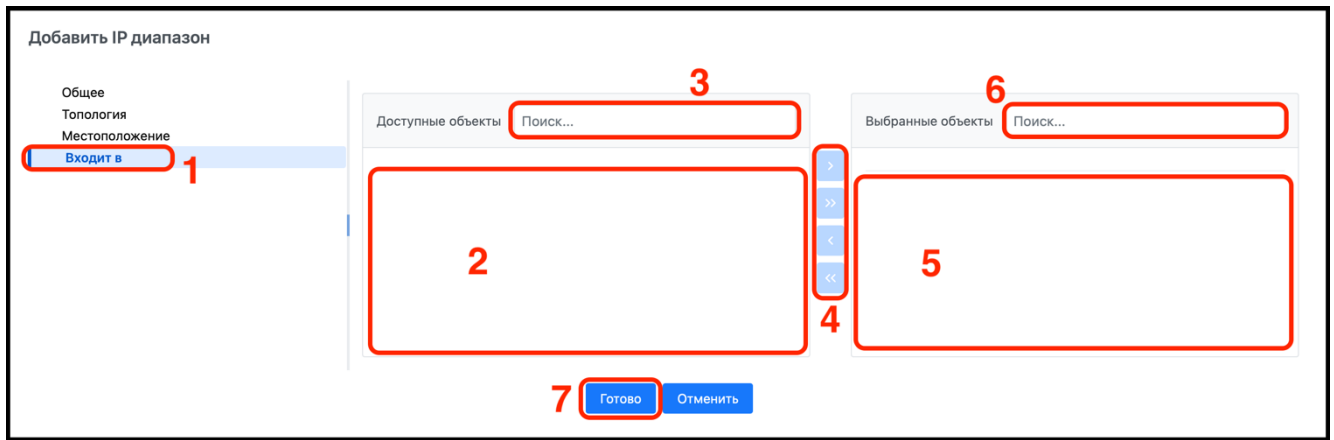 Добавить IP диапазон
Общее
Топология
Местоположение
Входит в
1
3
Доступные объекты
Поиск...
2
>
>>
<
<<
4
6
Выбранные объекты
Поиск...
5
7
Готово
Отменить